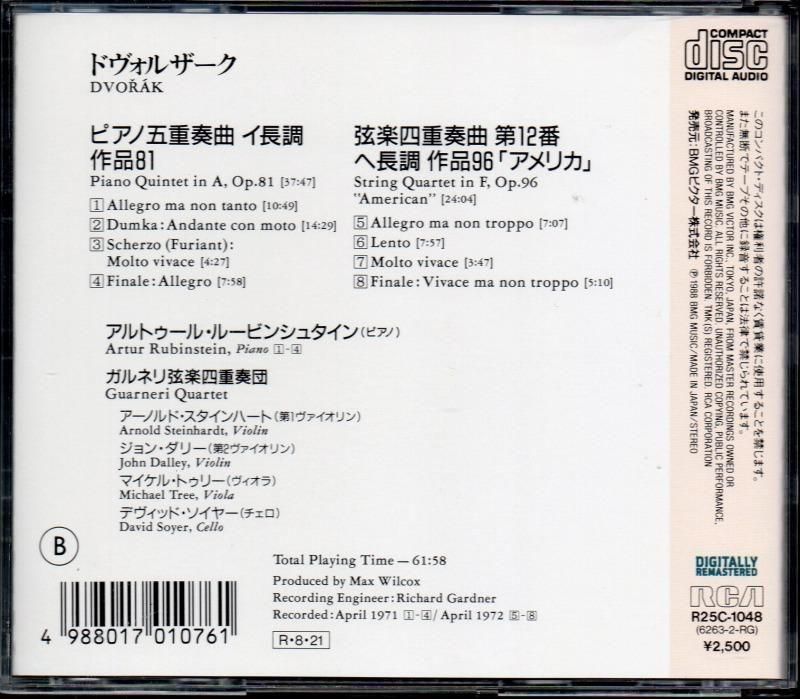 ドヴォルザーク
DVOŘÁK
ピアノ五重奏曲 イ長調
作品81
Piano Quintet in A, Op.81 [37:47]
1 Allegro ma non tanto [10:49]
2 Dumka: Andante con moto [14:29]
3 Scherzo (Furiant):
Molto vivace [4:27]
4 Finale: Allegro [7:58]
弦楽四重奏曲 第12番
ヘ長調 作品96「アメリカ」
String Quartet in F, Op.96
"American" [24:04]
5 Allegro ma non troppo [7:07]
6 Lento [7:57]
7 Molto vivace [3:47]
8 Finale: Vivace ma non troppo [5:10]
アルトゥール・ルービンシュタイン(ピアノ)
Artur Rubinstein, Piano 1-4
ガルネリ弦楽四重奏団
Guarneri Quartet
アーノルド・スタインハート(第1ヴァイオリン)
Arnold Steinhardt, Violin
ジョン・ダリー(第2ヴァイオリン)
John Dalley, Violin
マイケル・トゥリー(ヴィオラ)
Michael Tree, Viola
デヴィッド・ソイヤー(チェロ)
David Soyer, Cello
B
Total Playing Time — 61:58
Produced by Max Wilcox
Recording Engineer: Richard Gardner
Recorded: April 1971 1-4/April 1972 5-8
R・8・21
4 988017 010761
COMPACT
disc
DIGITAL AUDIO
このコンパクト・ディスクは権利者の許諾なく賃貸業に使用することを禁じます。
また無断でテープその他に録音することは法律で禁じられています。
MANUFACTURED BY BMG VICTOR INC., TOKYO, JAPAN, FROM MASTER RECORDINGS OWNED OR
CONTROLLED BY BMG MUSIC. ALL RIGHTS RESERVED. UNAUTHORIZED COPYING, PUBLIC PERFORMANCE,
BROADCASTING OF THIS RECORD IS FORBIDDEN. TMK(S) REGISTERED. RCA CORPORATION
発売元:BMGビクター株式会社 ℗1988 BMG MUSIC/MADE IN JAPAN/STEREO
DIGITALLY
REMASTERED
RCA
R25C-1048
(6263-2-RG)
¥2,500